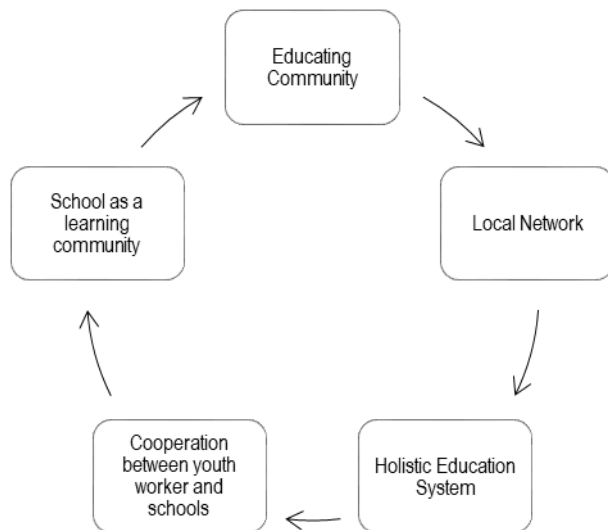 Educating
Community
Local Network
Holistic Education
System
Cooperation
between youth
worker and
schools
School as a
learning
community